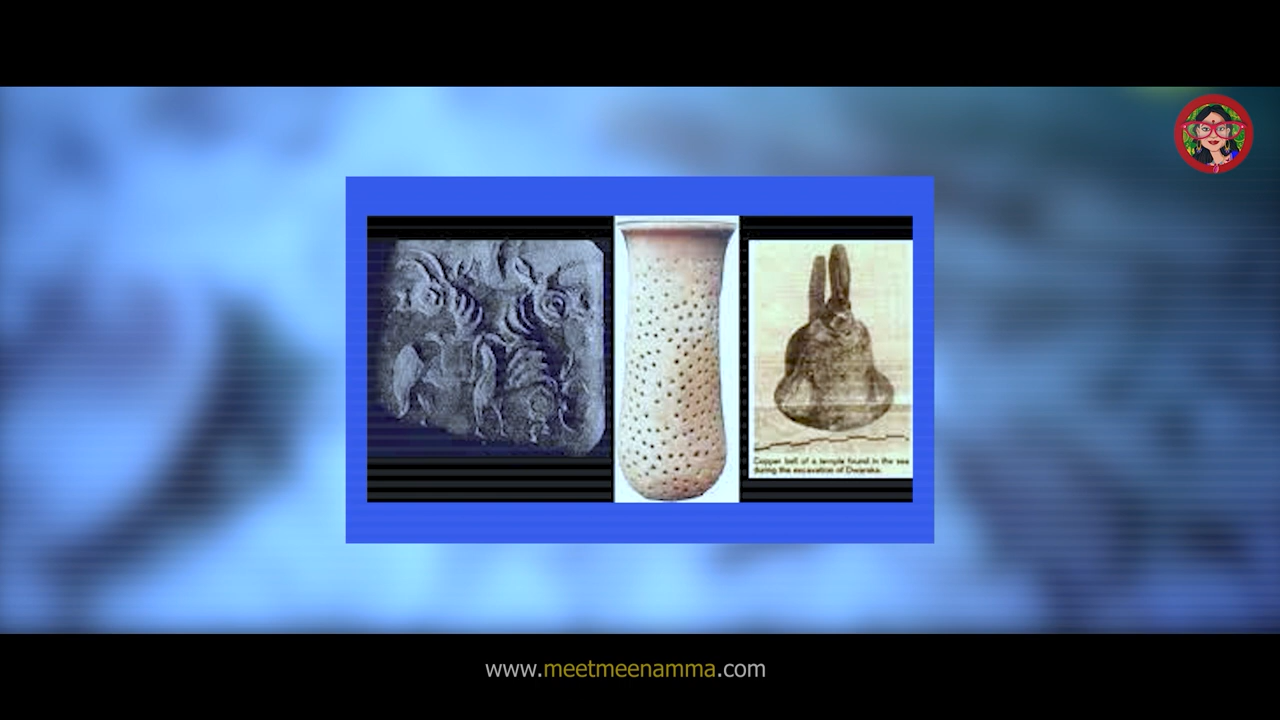 Copper bell of a temple found in the sea
during the excavation of Dwaraka.
www.meetmeenamma.com